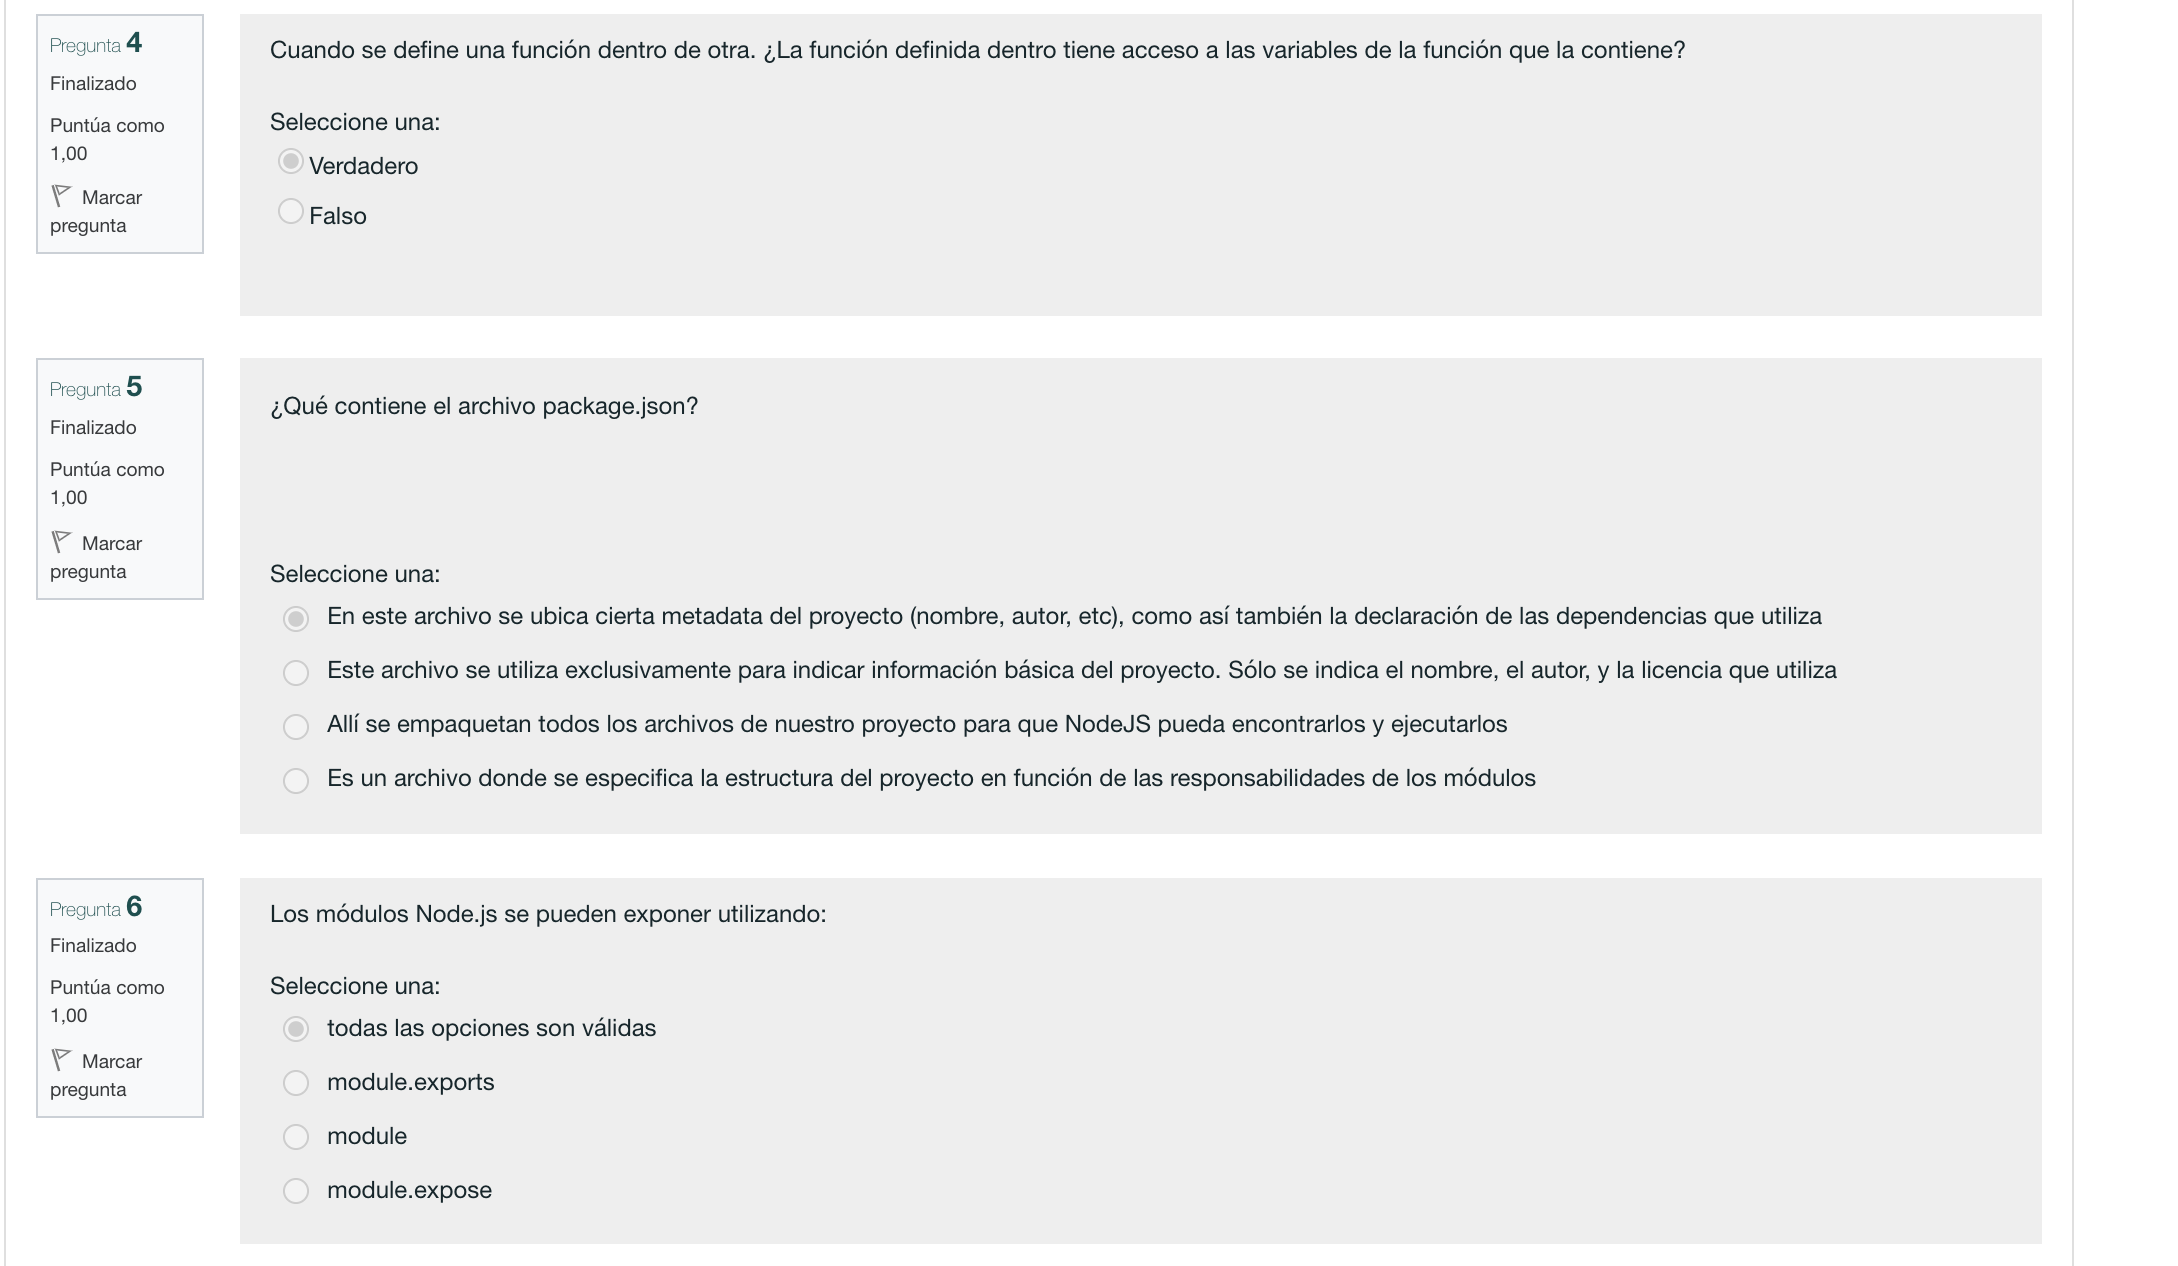 Pregunta 4
Finalizado
Puntúa como
1,00
Marcar
pregunta
Cuando se define una función dentro de otra. ¿La función definida dentro tiene acceso a las variables de la función que la contiene?
Seleccione una:
Verdadero
Falso
Pregunta 5
Finalizado
Puntúa como
1,00
Marcar
pregunta
¿Qué contiene el archivo package.json?
Seleccione una:
En este archivo se ubica cierta metadata del proyecto (nombre, autor, etc), como así también la declaración de las dependencias que utiliza
Este archivo se utiliza exclusivamente para indicar información básica del proyecto. Sólo se indica el nombre, el autor, y la licencia que utiliza
Allí se empaquetan todos los archivos de nuestro proyecto para que NodeJS pueda encontrarlos y ejecutarlos
Es un archivo donde se especifica la estructura del proyecto en función de las responsabilidades de los módulos
Pregunta 6
Finalizado
Puntúa como
1,00
Marcar
pregunta
Los módulos Node.js se pueden exponer utilizando:
Seleccione una:
todas las opciones son válidas
module.exports
module
module.expose